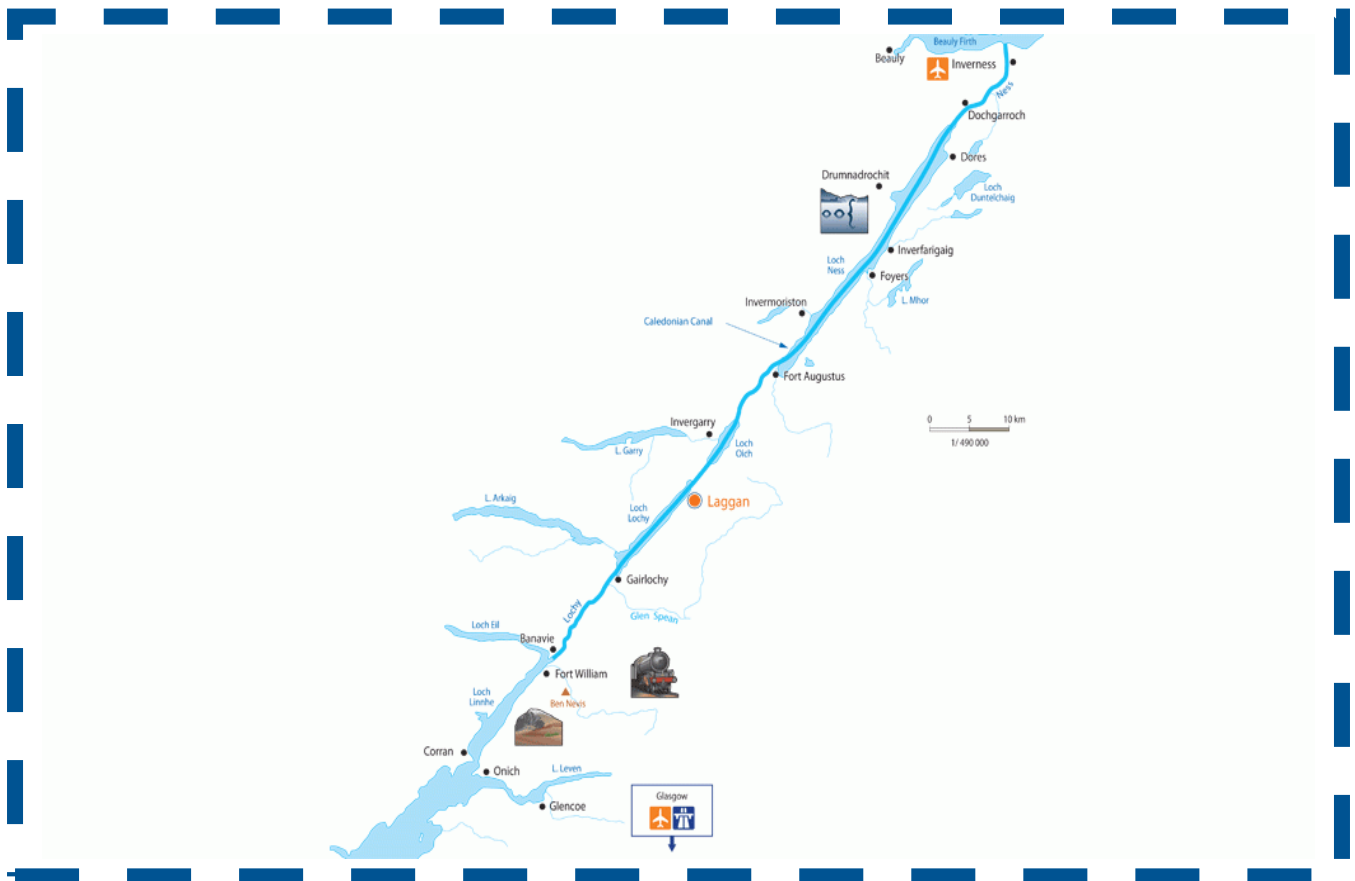 Beauly Firth
Beauly
Inverness
Ness
Dochgarroch
Dores
Drumnadrochit
Loch
Duntelchaig
Inverfarigaig
Loch
Ness
Foyers
L. Mhor
Invermoriston
Caledonian Canal
Fort Augustus
0 5 10 km
1/ 490 000
Invergarry
Loch
Oich
L. Garry
L. Arkaig
Laggan
Loch
Lochy
Gairlochy
Lochy
Glen Spean
Loch Eil
Banavie
Fort William
Loch
Linnhe
Ben Nevis
Corran
Onich
L. Leven
Glencoe
Glasgow